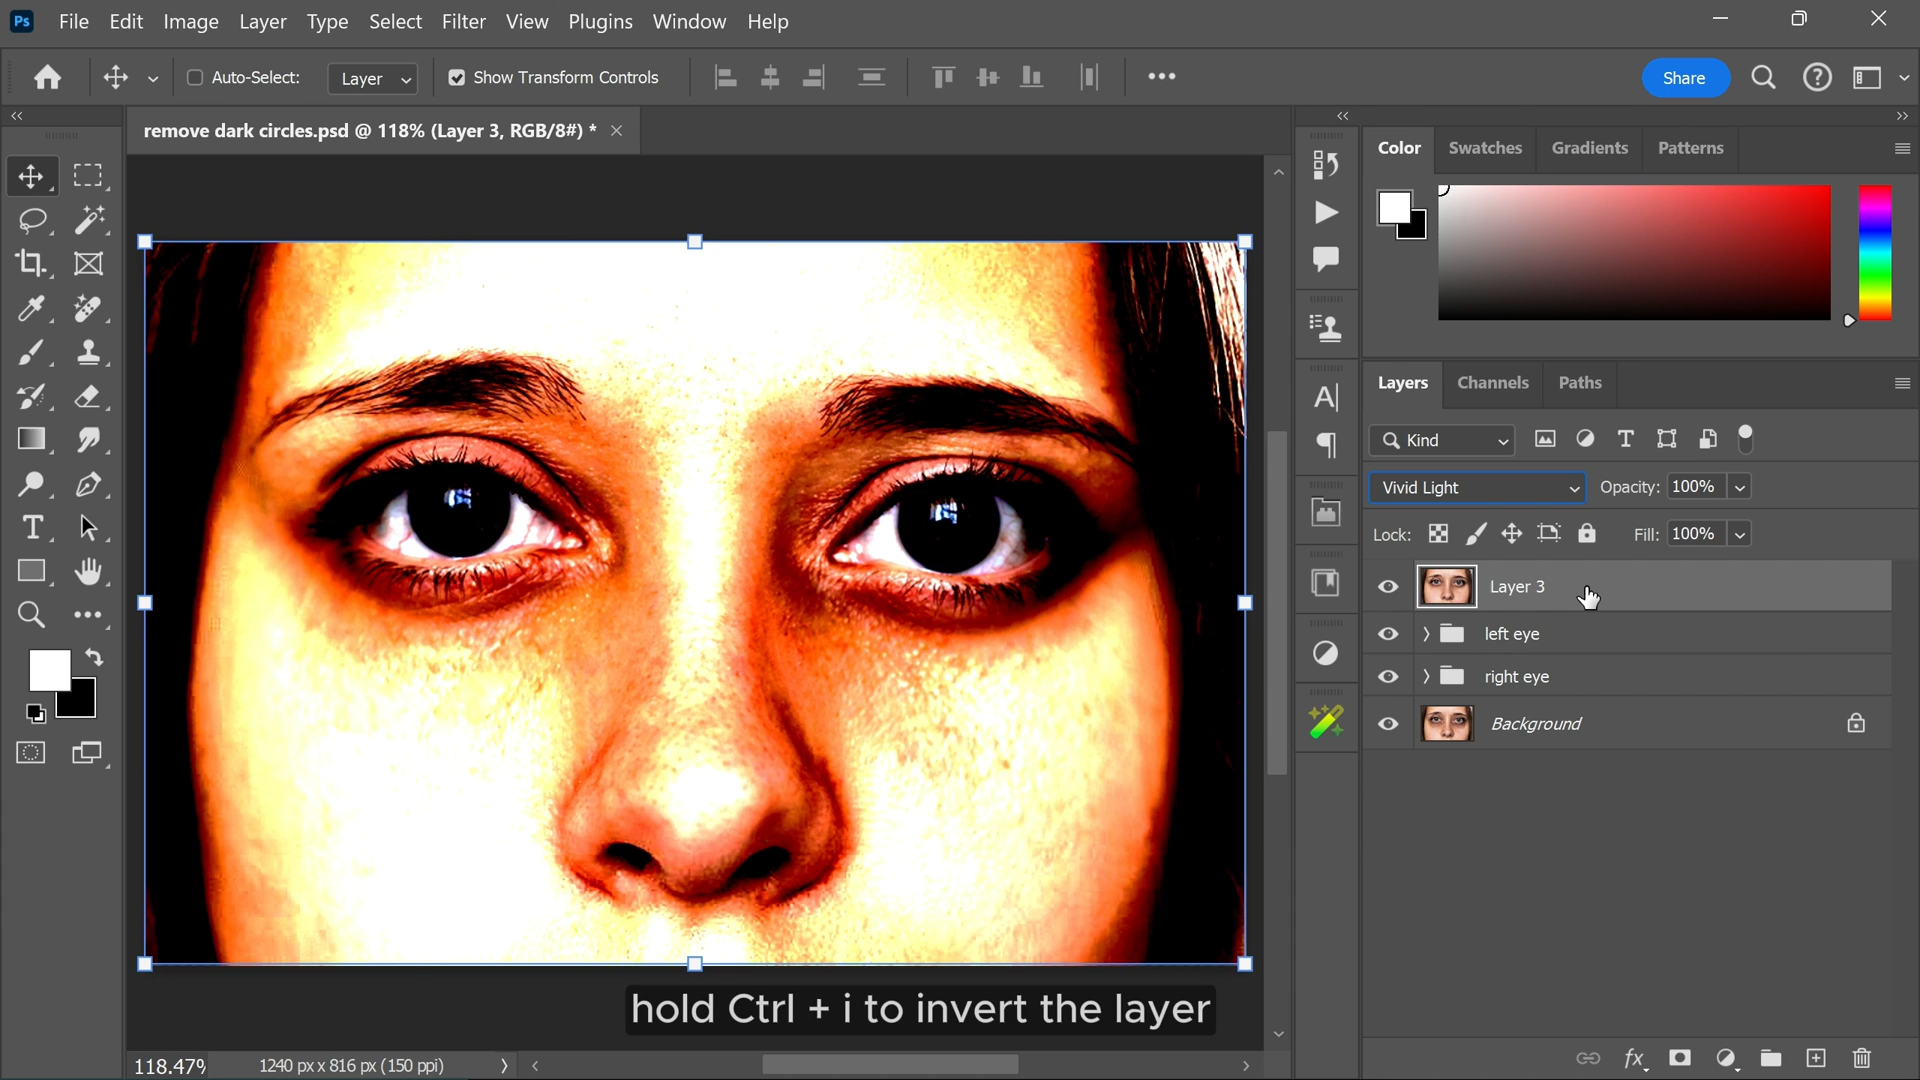 Ps File Edit Image Layer Type Select Filter View Plugins Window Help
Auto-Select: Layer Show Transform Controls Share
remove dark circles.psd @ 118% (Layer 3, RGB/8#) *
Color Swatches Gradients Patterns
Layers Channels Paths
Kind
Vivid Light Opacity: 100%
Lock: Fill: 100%
Layer 3
left eye
right eye
Background
hold Ctrl + i to invert the layer
118.47% 1240 px x 816 px (150 ppi)